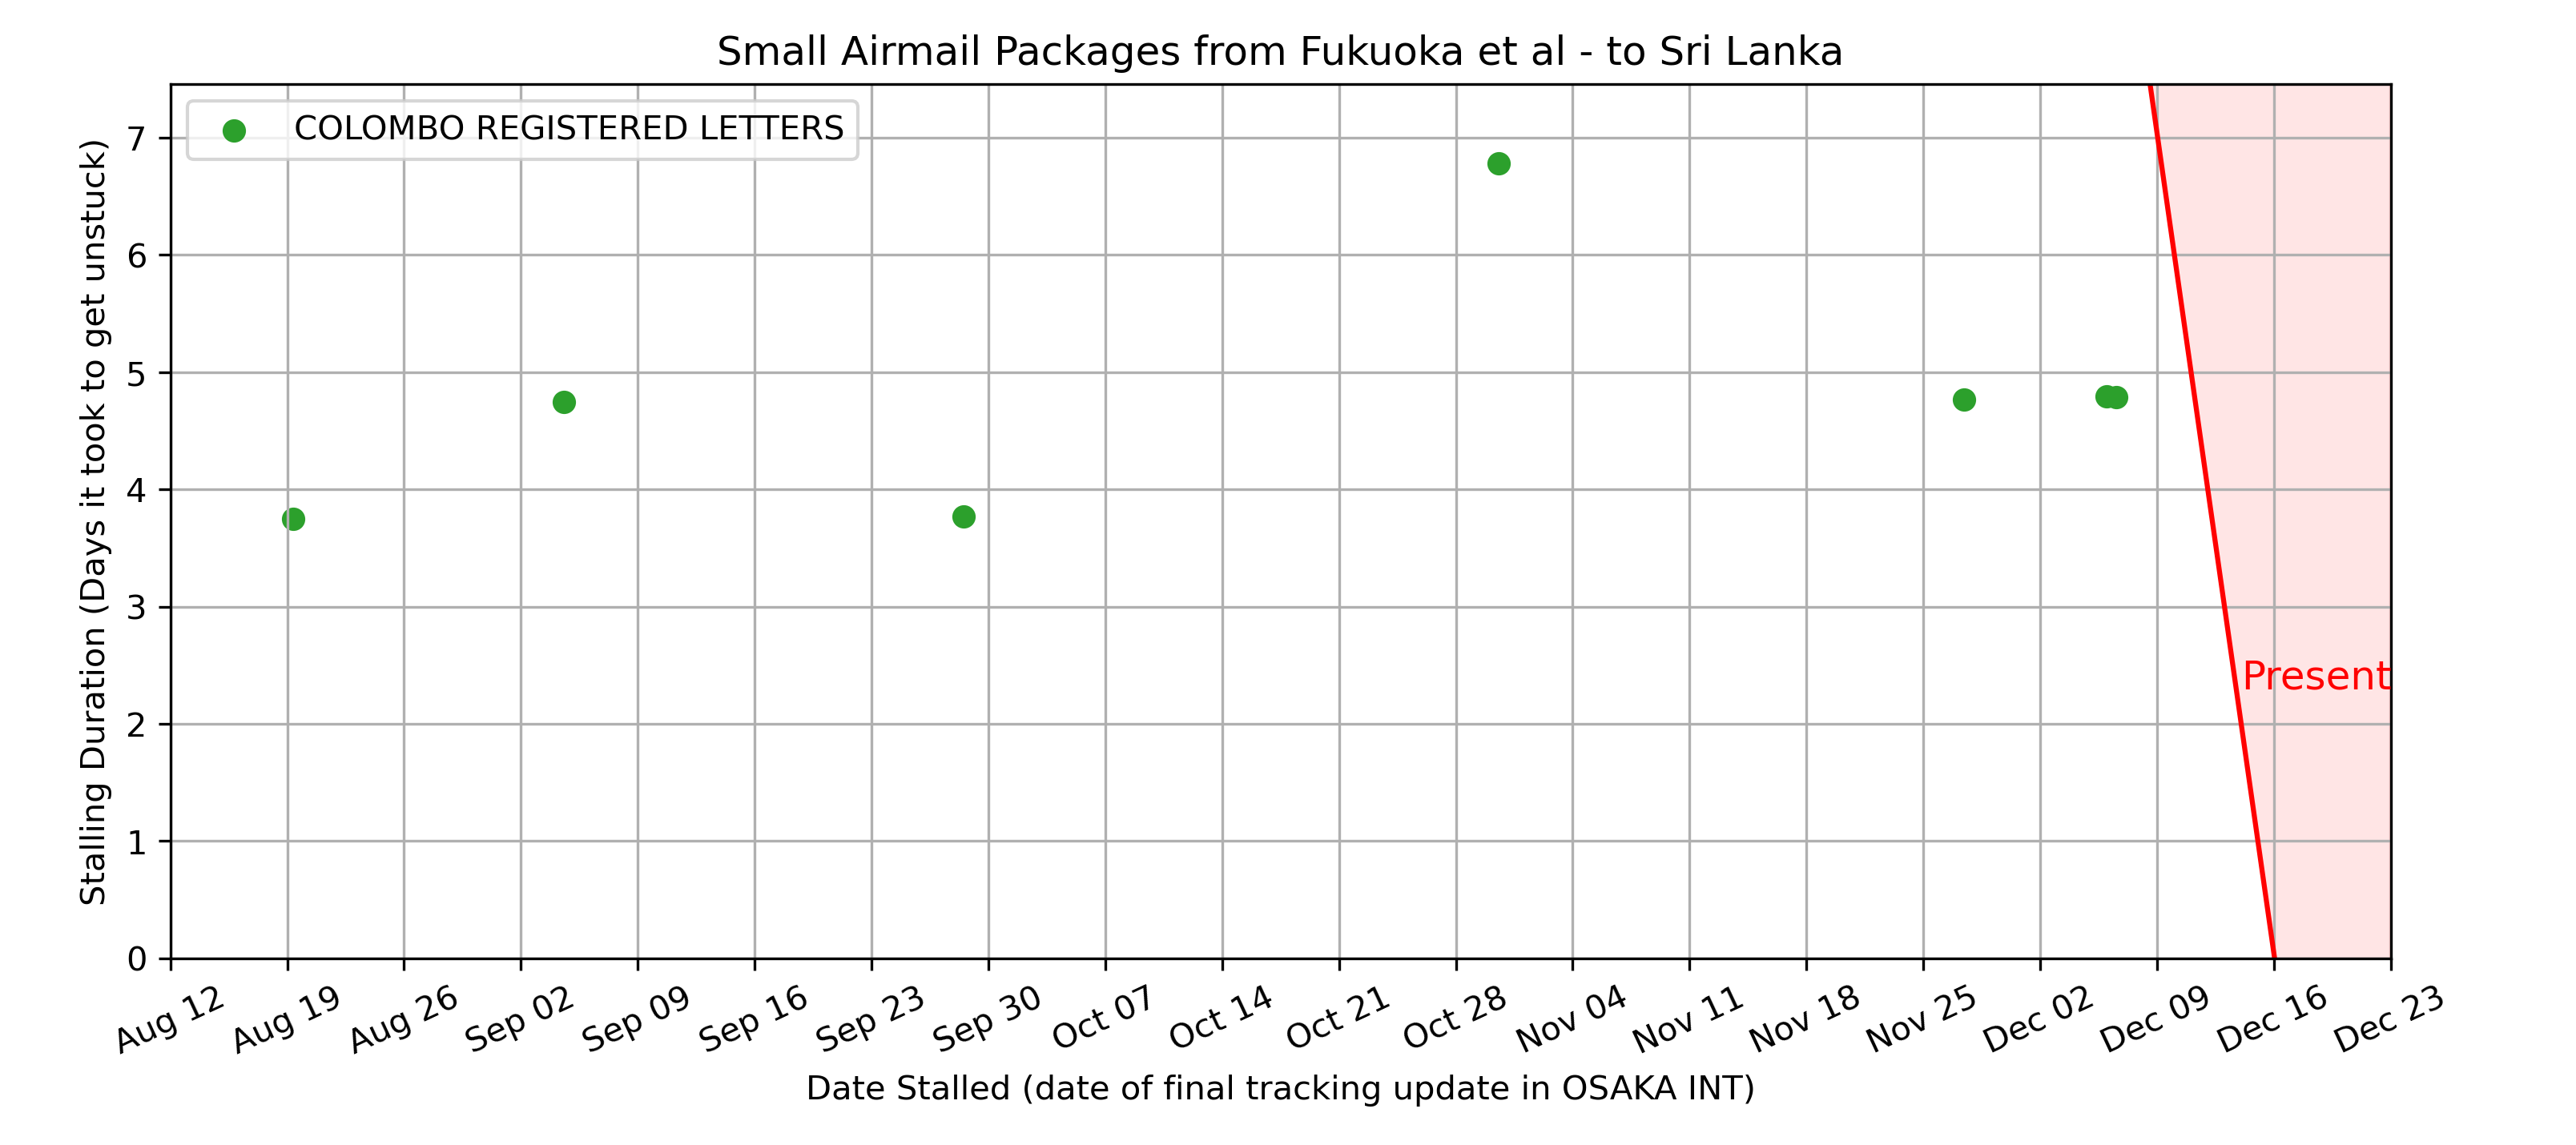 Small Airmail Packages from Fukuoka et al - to Sri Lanka
COLOMBO REGISTERED LETTERS
Stalling Duration (Days it took to get unstuck)
7
6
5
4
3
2
1
0
Present
Aug 12
Aug 19
Aug 26
Sep 02
Sep 09
Sep 16
Sep 23
Sep 30
Oct 07
Oct 14
Oct 21
Oct 28
Nov 04
Nov 11
Nov 18
Nov 25
Dec 02
Dec 09
Dec 16
Dec 23
Date Stalled (date of final tracking update in OSAKA INT)